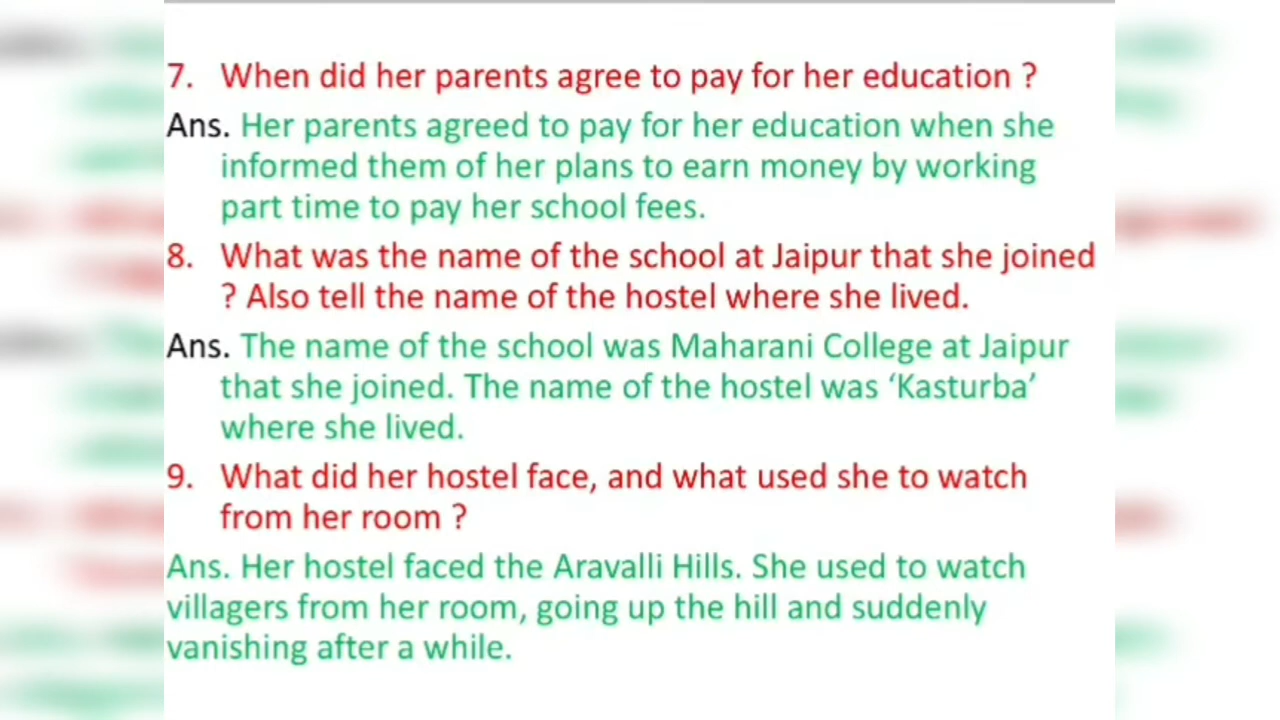 7. When did her parents agree to pay for her education ?
Ans. Her parents agreed to pay for her education when she
informed them of her plans to earn money by working
part time to pay her school fees.
8. What was the name of the school at Jaipur that she joined
? Also tell the name of the hostel where she lived.
Ans. The name of the school was Maharani College at Jaipur
that she joined. The name of the hostel was ‘Kasturba’
where she lived.
9. What did her hostel face, and what used she to watch
from her room ?
Ans. Her hostel faced the Aravalli Hills. She used to watch
villagers from her room, going up the hill and suddenly
vanishing after a while.